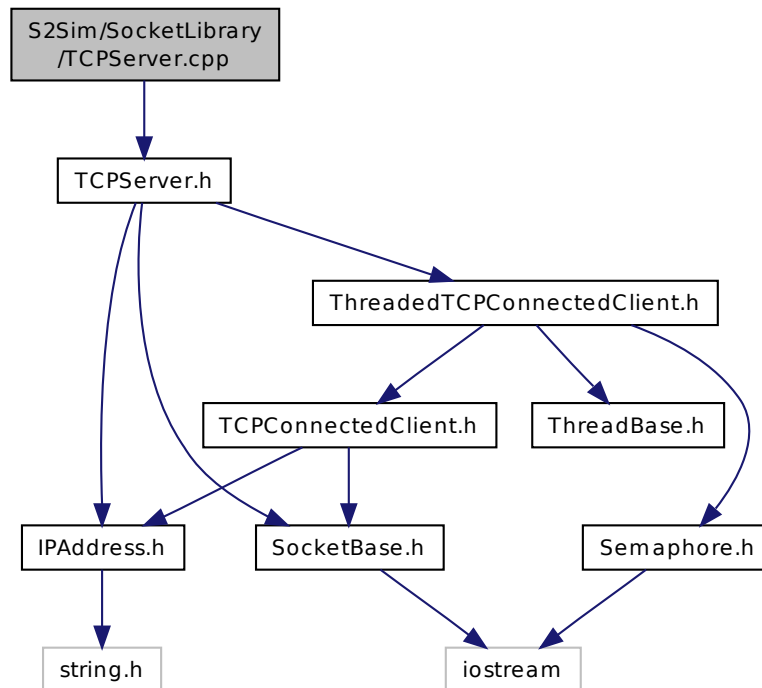 S2Sim/SocketLibrary
/TCPServer.cpp
TCPServer.h
ThreadedTCPConnectedClient.h
TCPConnectedClient.h
ThreadBase.h
IPAddress.h
SocketBase.h
Semaphore.h
string.h
iostream